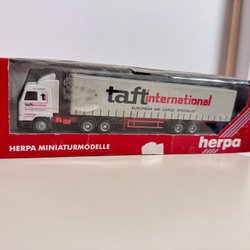 taft international
EUROPEAN AIR CARGO SPECIALIST
HERPA MINIATURMODELLE
herpa